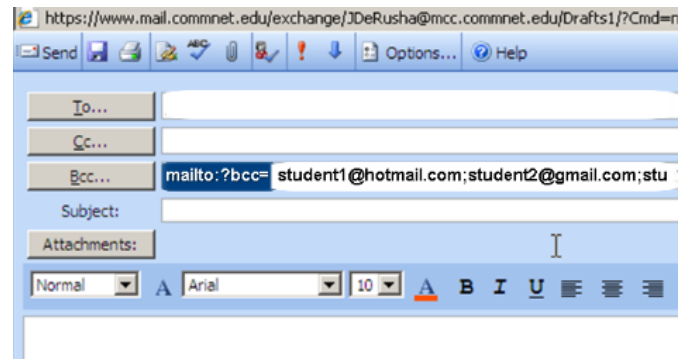 https://www.mail.commnet.edu/exchange/JDeRusha@mcc.commnet.edu/Drafts1/?Cmd=n
Send ABC Options... Help
To...
Cc...
Bcc... mailto:?bcc= student1@hotmail.com;student2@gmail.com;stu
Subject:
Attachments:
Normal A Arial 10 A B I U